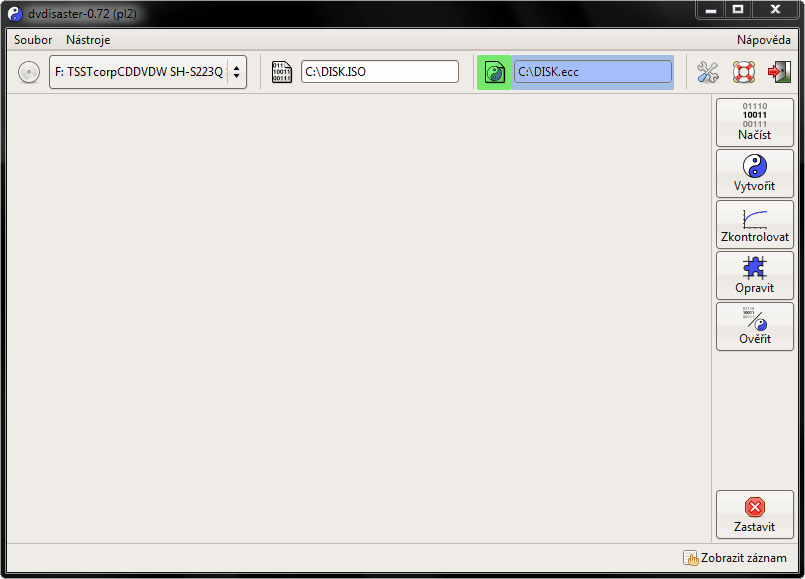 dvdisaster-0.72 (pl2)
Soubor Nástroje Nápověda
F: TSSTcorpCDDVDW SH-S223Q
C:\DISK.ISO
C:\DISK.ecc
01110
10011
00111
Načíst
Vytvořit
Zkontrolovat
Opravit
Ověřit
Zastavit
Zobrazit záznam